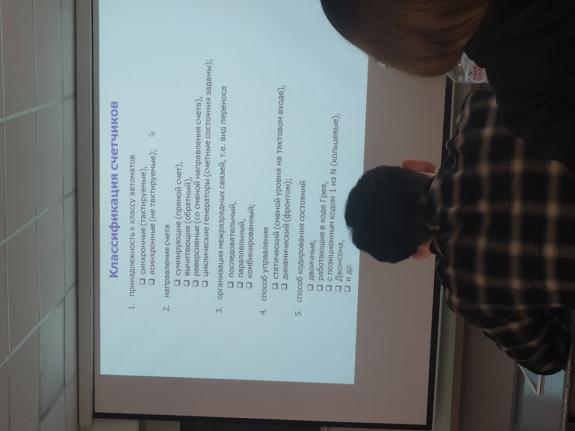 Классификация счетчиков
1. принадлежность к классу автоматов
❑ синхронные (тактируемые),
❑ асинхронные (не тактируемые);
2. направление счета
❑ суммирующие (прямой счет),
❑ вычитающие (обратный),
❑ реверсивные (со сменой направления счета),
❑ циклические генераторы (счетные состояния заданы);
3. организация межразрядных связей, т.е. вид переноса
❑ последовательный,
❑ параллельный,
❑ комбинированный;
4. способ управления
❑ статический (сменой уровня на тактовом входе),
❑ динамический (фронтом);
5. способ кодирования состояний
❑ двоичные,
❑ работающие в коде Грея,
❑ с позиционным кодом 1 из N (кольцевые),
❑ Джонсона,
❑ и др.